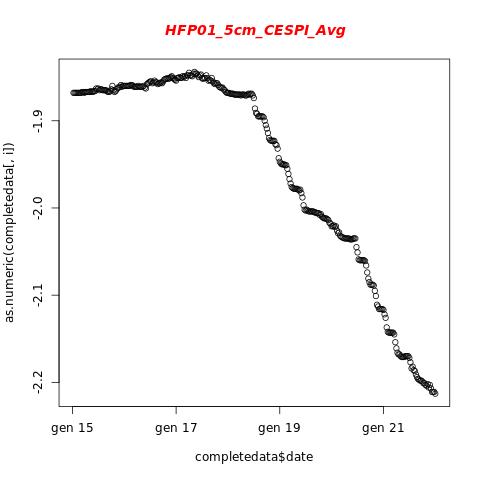 HFP01_5cm_CESPI_Avg
as.numeric(completedata[, i])
-1.9
-2.0
-2.1
-2.2
gen 15
gen 17
gen 19
gen 21
completedata$date